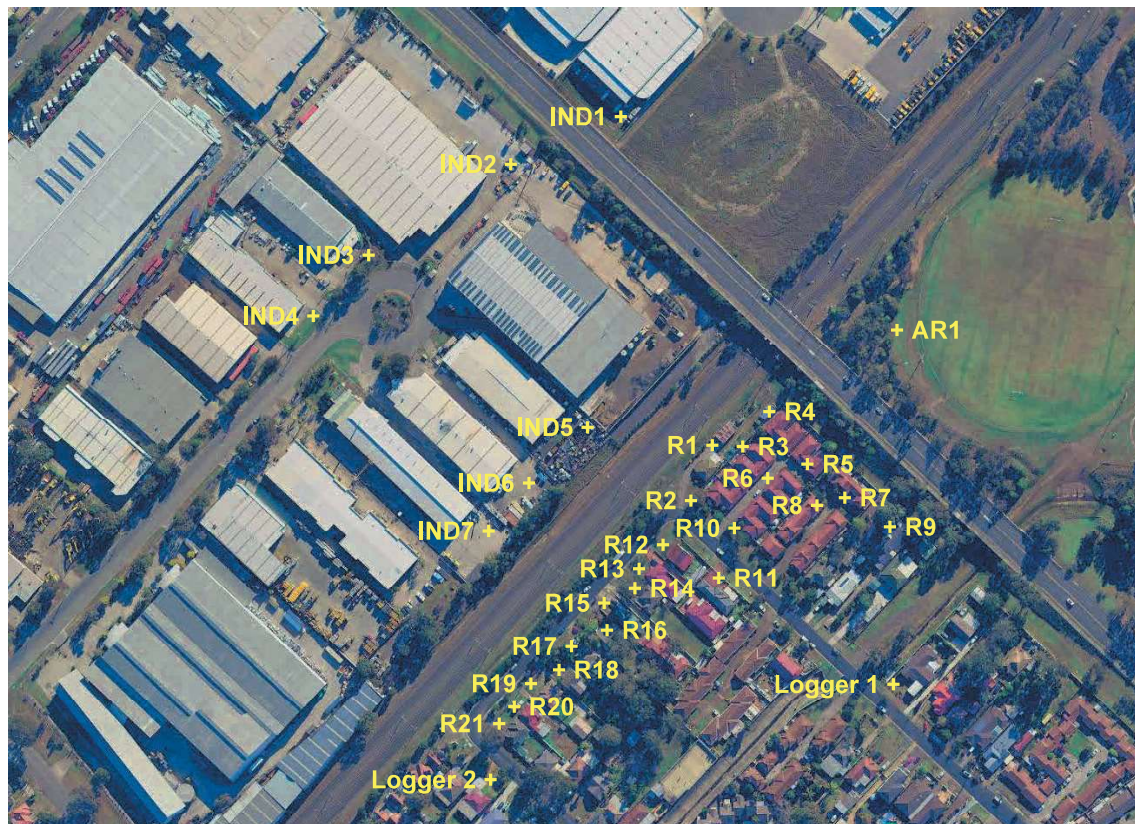 IND1 +
IND2 +
IND3 +
IND4 +
+ AR1
+ R4
IND5 +
R1 +
+ R3
+ R5
R6 +
IND6 +
R2 +
R8 +
+ R7
IND7 +
R10 +
+ R9
R12 +
R13 +
+ R11
+ R14
R15 +
+ R16
R17 +
+ R18
R19 +
Logger 1 +
+ R20
R21 +
Logger 2 +